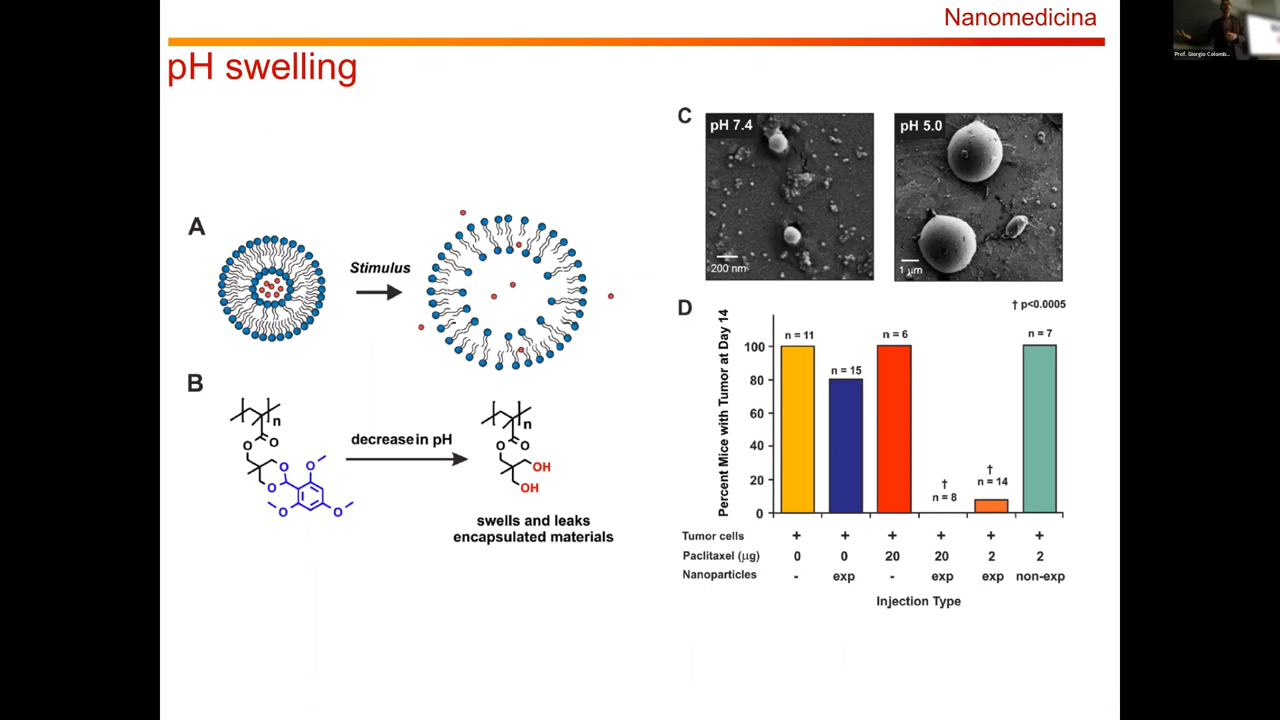 Nanomedicina
Prof. Giorgio Colomb...
pH swelling
A
Stimulus
B
n
O
O
O
O
O
O
O
decrease in pH
n
O
O
OH
OH
swells and leaks
encapsulated materials
C
pH 7.4
200 nm
pH 5.0
1 μm
D
† p<0.0005
Percent Mice with Tumor at Day 14
100
80
60
40
20
0
n = 11
n = 15
n = 6
†
n = 8
†
n = 14
n = 7
Tumor cells + + + + + +
Paclitaxel (μg) 0 0 20 20 2 2
Nanoparticles - exp - exp exp non-exp
Injection Type